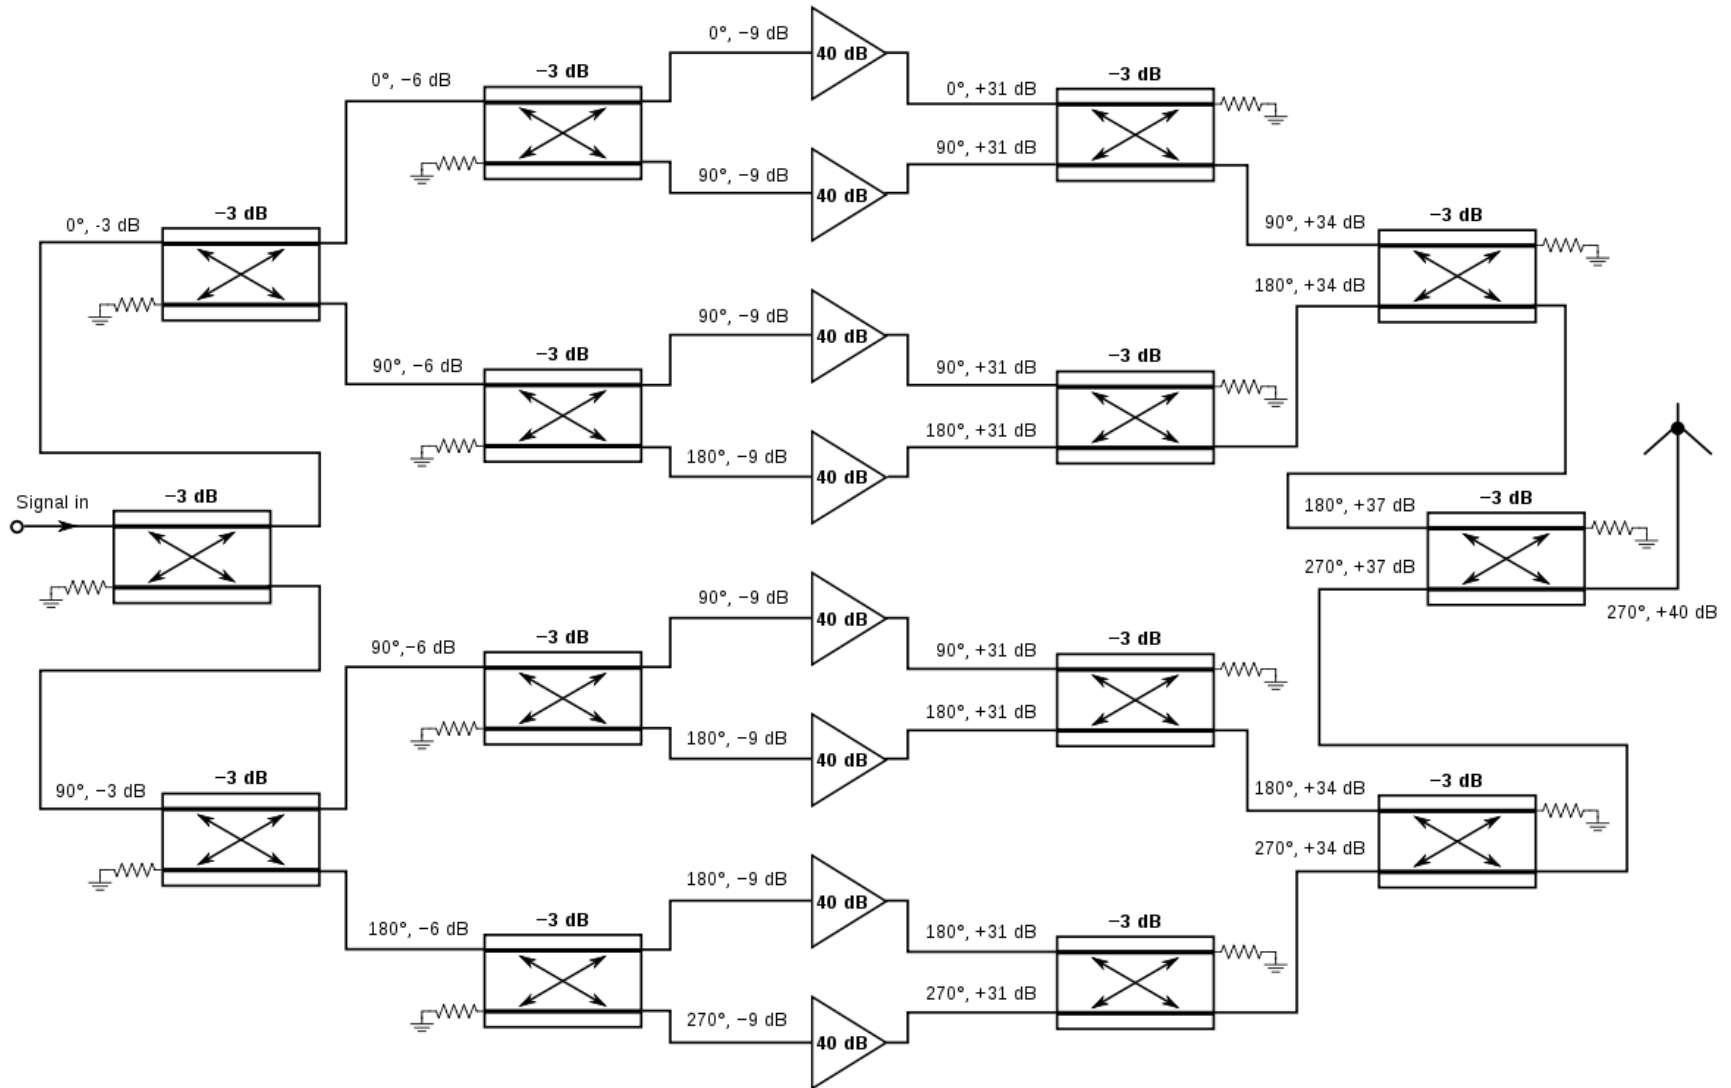 0°, −9 dB
40 dB
−3 dB
−3 dB
0°, −6 dB
0°, +31 dB
90°, +31 dB
90°, −9 dB
40 dB
−3 dB
−3 dB
0°, -3 dB
90°, +34 dB
180°, +34 dB
90°, −9 dB
40 dB
−3 dB
−3 dB
90°, −6 dB
90°, +31 dB
180°, +31 dB
180°, −9 dB
40 dB
Signal in
−3 dB
−3 dB
180°, +37 dB
270°, +37 dB
270°, +40 dB
90°, −9 dB
40 dB
−3 dB
−3 dB
90°,−6 dB
90°, +31 dB
180°, +31 dB
180°, −9 dB
40 dB
−3 dB
−3 dB
90°, −3 dB
180°, +34 dB
270°, +34 dB
180°, −9 dB
40 dB
−3 dB
−3 dB
180°, −6 dB
180°, +31 dB
270°, +31 dB
270°, −9 dB
40 dB